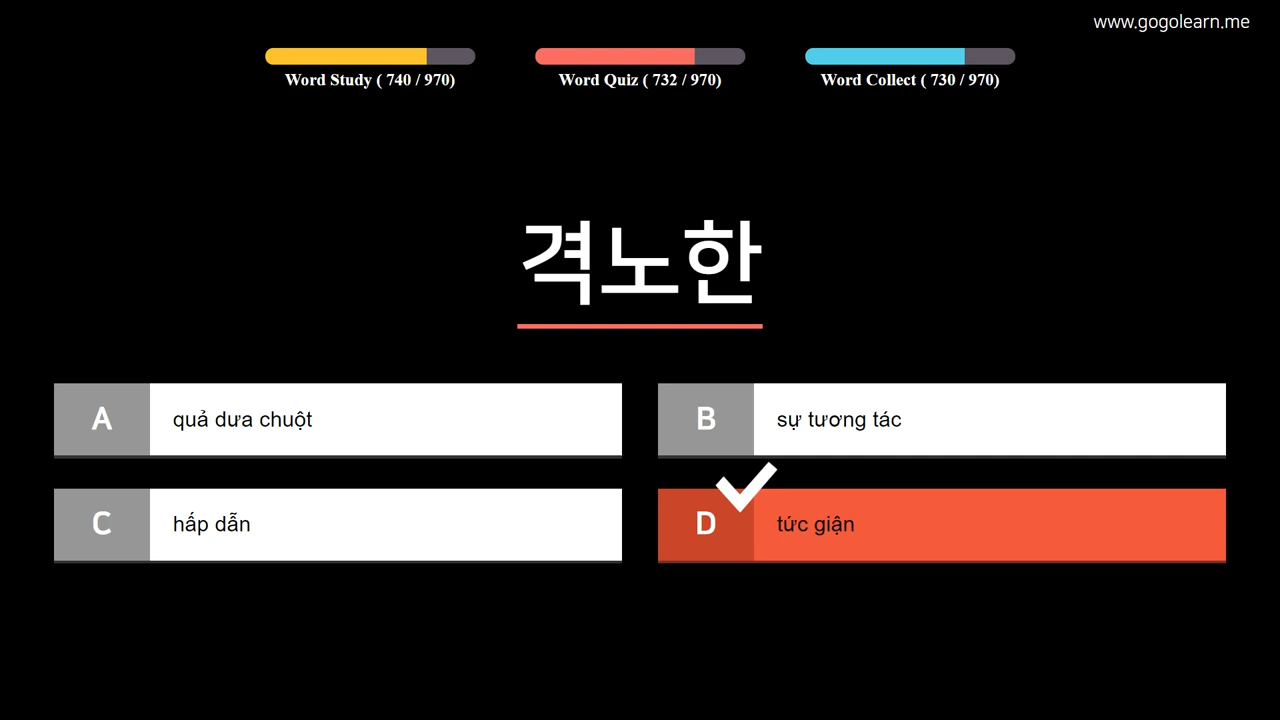 www.gogolearn.me
Word Study ( 740 / 970)
Word Quiz ( 732 / 970)
Word Collect ( 730 / 970)
격노한
A quả dưa chuột
B sự tương tác
C hấp dẫn
D tức giận